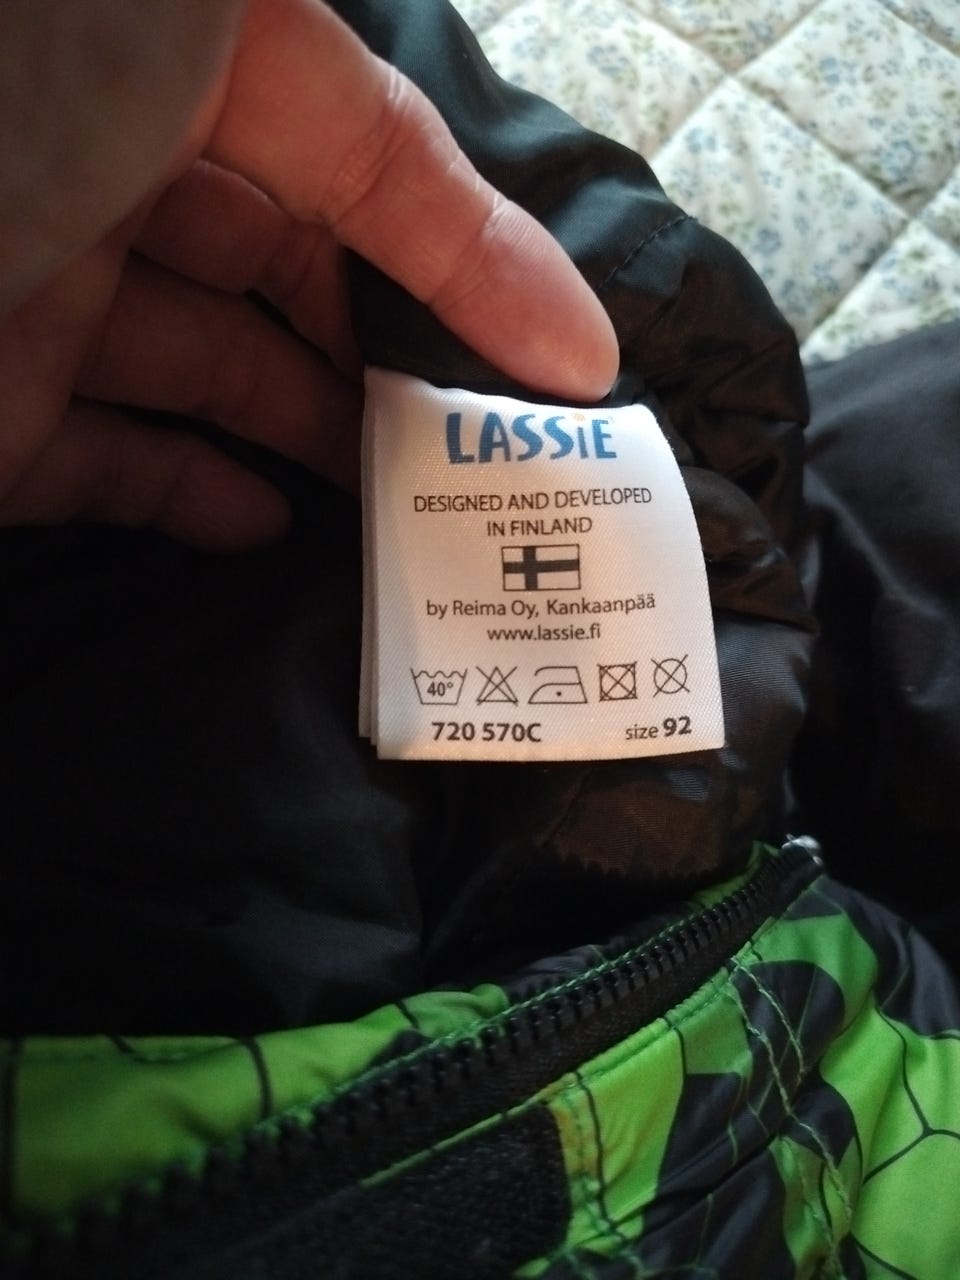 LASSiE
DESIGNED AND DEVELOPED
IN FINLAND
by Reima Oy, Kankaanpää
www.lassie.fi
40°
720 570C size 92